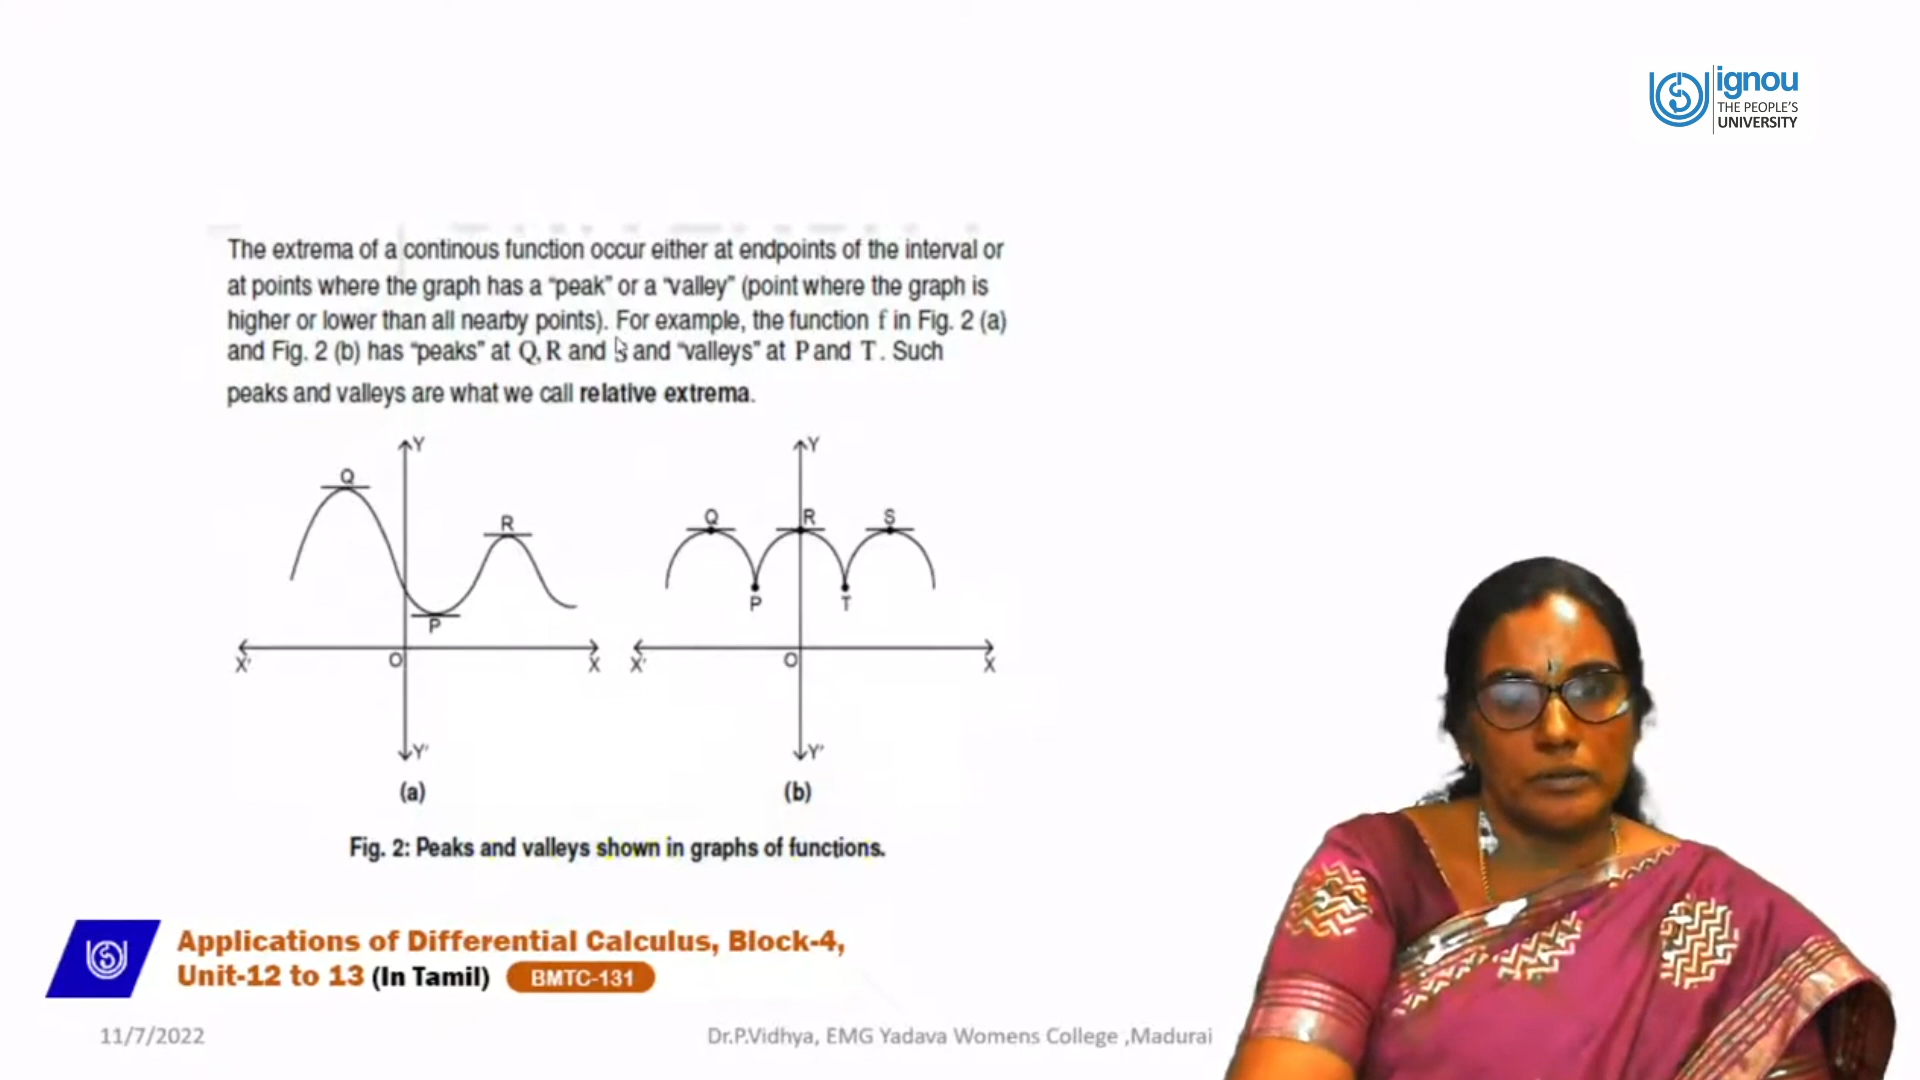 ignou
THE PEOPLE'S
UNIVERSITY
The extrema of a continous function occur either at endpoints of the interval or
at points where the graph has a "peak" or a "valley" (point where the graph is
higher or lower than all nearby points). For example, the function f in Fig. 2 (a)
and Fig. 2 (b) has "peaks" at Q, R and S and "valleys" at P and T. Such
peaks and valleys are what we call relative extrema.
Y
Q
R
P
X'
O
X
Y'
(a)
Y
Q
R
S
P
T
X'
O
X
Y'
(b)
Fig. 2: Peaks and valleys shown in graphs of functions.
Applications of Differential Calculus, Block-4,
Unit-12 to 13 (In Tamil) BMTC-131
11/7/2022
Dr.P.Vidhya, EMG Yadava Womens College ,Madurai